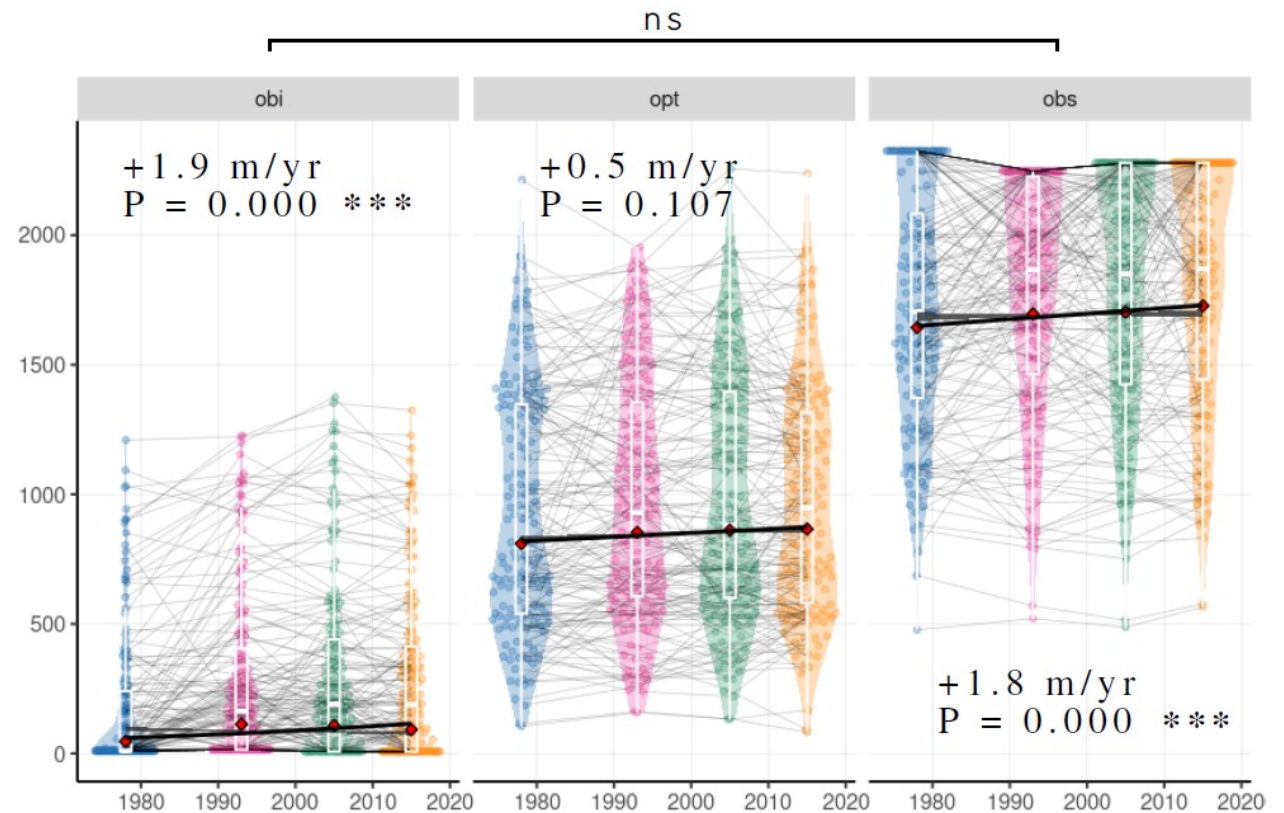 ns
obi
opt
obs
+1.9 m/yr
P = 0.000 ***
+0.5 m/yr
P = 0.107
+1.8 m/yr
P = 0.000 ***
2000
1500
1000
500
0
1980 1990 2000 2010 2020
1980 1990 2000 2010 2020
1980 1990 2000 2010 2020